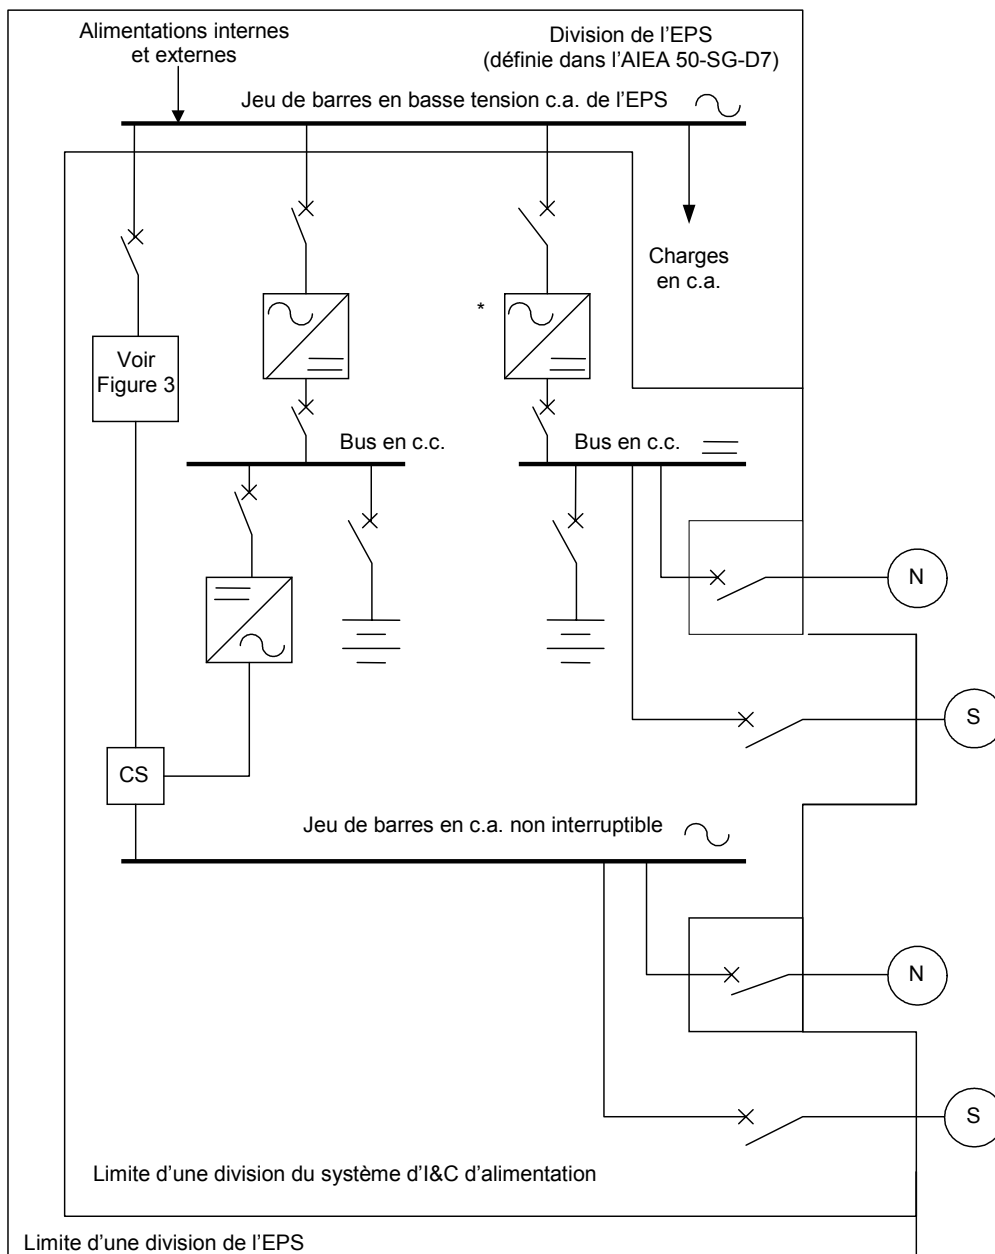 Alimentations internes
et externes
Division de l'EPS
(définie dans l'AIEA 50-SG-D7)
Jeu de barres en basse tension c.a. de l'EPS
Charges
en c.a.
*
Voir
Figure 3
Bus en c.c.
Bus en c.c.
N
S
CS
Jeu de barres en c.a. non interruptible
N
S
Limite d'une division du système d'I&C d'alimentation
Limite d'une division de l'EPS